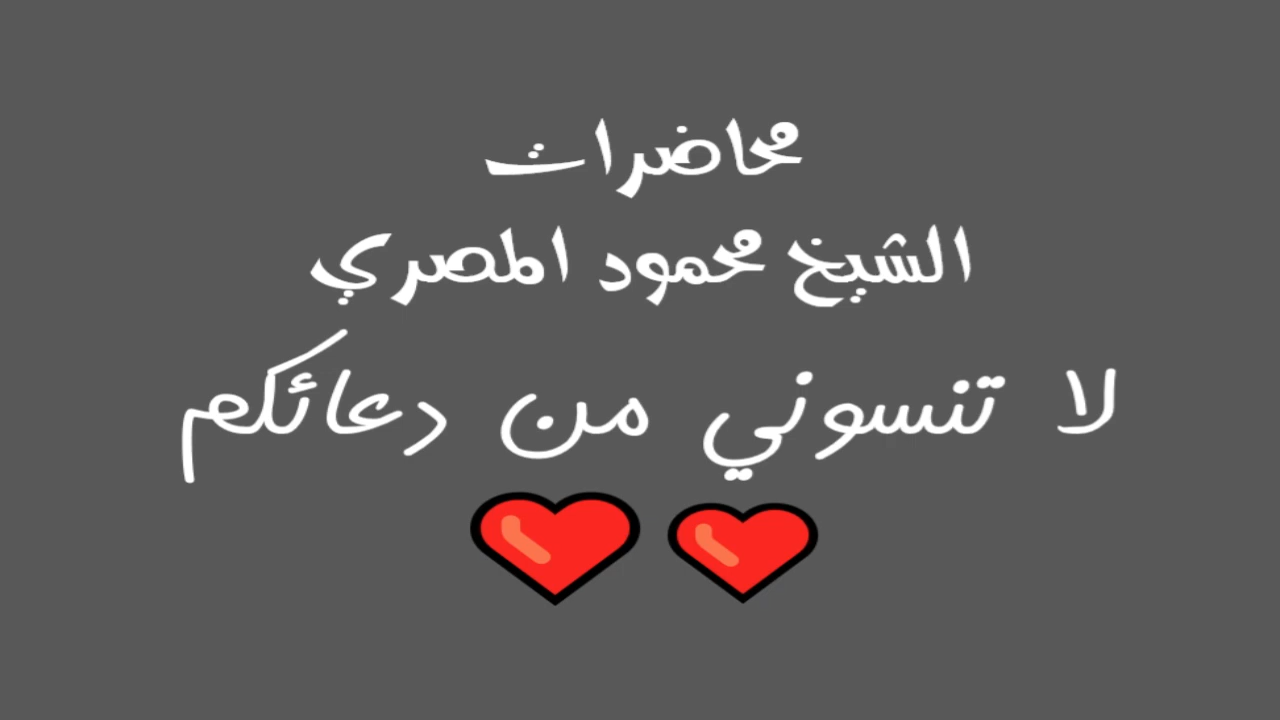 محاضرات
الشيخ محمود المصري
لا تنسوني من دعائكم